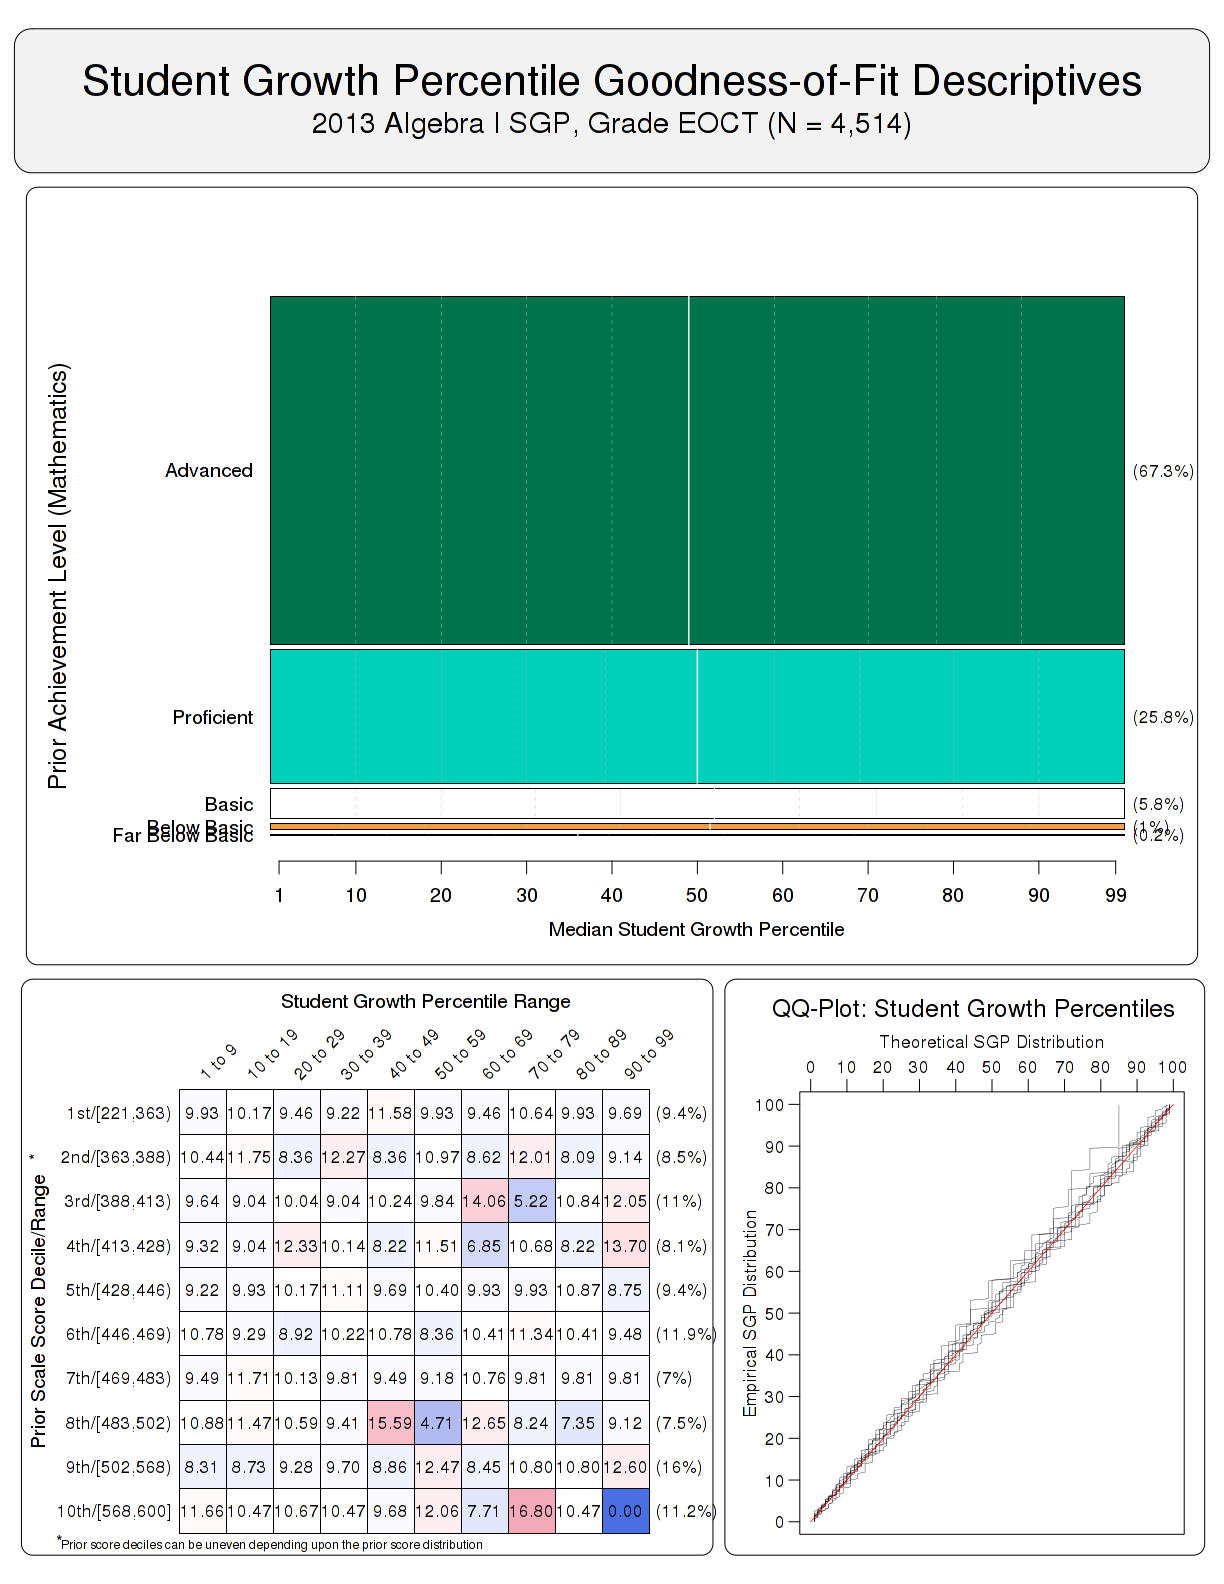 Student Growth Percentile Goodness-of-Fit Descriptives
2013 Algebra I SGP, Grade EOCT (N = 4,514)
Prior Achievement Level (Mathematics)
Advanced
(67.3%)
Proficient
(25.8%)
Basic
(5.8%)
Below Basic
(1%)
Far Below Basic
(0.2%)
1 10 20 30 40 50 60 70 80 90 99
Median Student Growth Percentile
Student Growth Percentile Range
1 to 9 10 to 19 20 to 29 30 to 39 40 to 49 50 to 59 60 to 69 70 to 79 80 to 89 90 to 99
Prior Scale Score Decile/Range *
1st/[221,363) 9.93 10.17 9.46 9.22 11.58 9.93 9.46 10.64 9.93 9.69 (9.4%)
2nd/[363,388) 10.44 11.75 8.36 12.27 8.36 10.97 8.62 12.01 8.09 9.14 (8.5%)
3rd/[388,413) 9.64 9.04 10.04 9.04 10.24 9.84 14.06 5.22 10.84 12.05 (11%)
4th/[413,428) 9.32 9.04 12.33 10.14 8.22 11.51 6.85 10.68 8.22 13.70 (8.1%)
5th/[428,446) 9.22 9.93 10.17 11.11 9.69 10.40 9.93 9.93 10.87 8.75 (9.4%)
6th/[446,469) 10.78 9.29 8.92 10.22 10.78 8.36 10.41 11.34 10.41 9.48 (11.9%)
7th/[469,483) 9.49 11.71 10.13 9.81 9.49 9.18 10.76 9.81 9.81 9.81 (7%)
8th/[483,502) 10.88 11.47 10.59 9.41 15.59 4.71 12.65 8.24 7.35 9.12 (7.5%)
9th/[502,568) 8.31 8.73 9.28 9.70 8.86 12.47 8.45 10.80 10.80 12.60 (16%)
10th/[568,600] 11.66 10.47 10.67 10.47 9.68 12.06 7.71 16.80 10.47 0.00 (11.2%)
*Prior score deciles can be uneven depending upon the prior score distribution
QQ-Plot: Student Growth Percentiles
Theoretical SGP Distribution
0 10 20 30 40 50 60 70 80 90 100
Empirical SGP Distribution
100
90
80
70
60
50
40
30
20
10
0